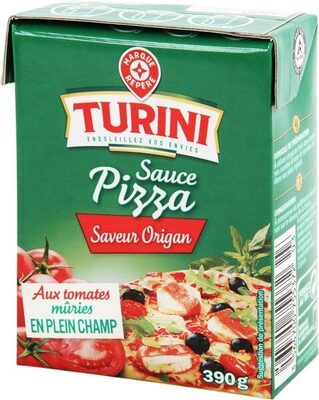 MARQUE
REPÈRE
TURINI
ENSOLEILLEZ VOS ENVIES
Sauce
Pizza
Saveur Origan
Aux tomates
mûries
EN PLEIN CHAMP
390g
Suggestion de présentation